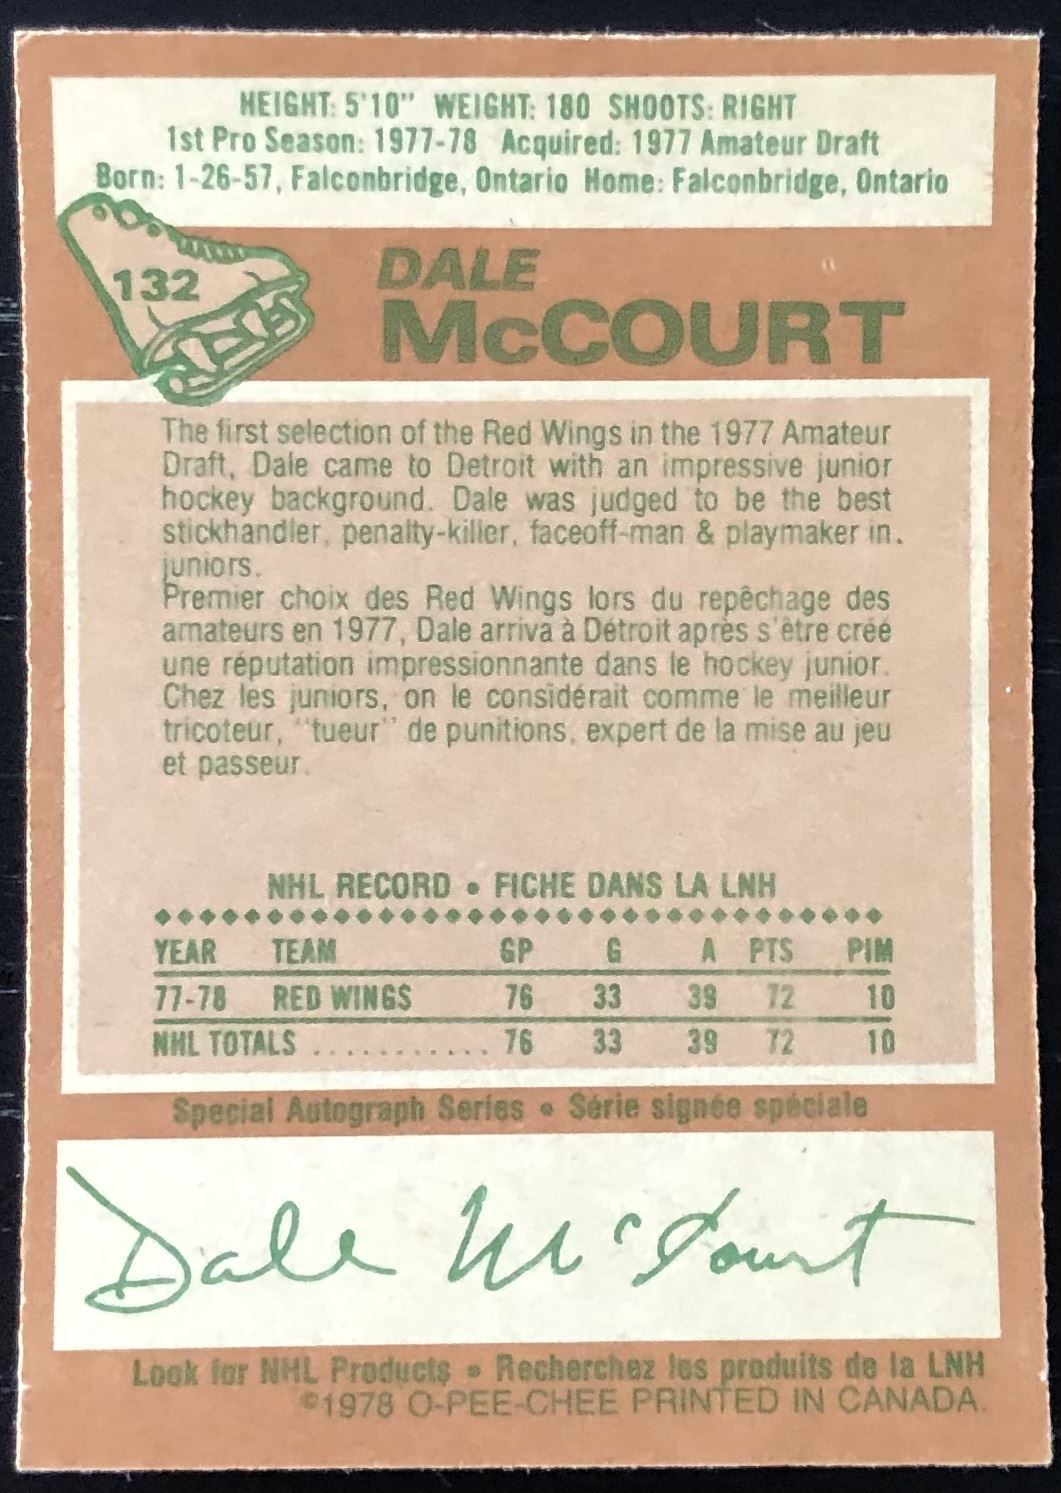 HEIGHT: 5'10" WEIGHT: 180 SHOOTS: RIGHT
1st Pro Season: 1977-78 Acquired: 1977 Amateur Draft
Born: 1-26-57, Falconbridge, Ontario Home: Falconbridge, Ontario
132
DALE
McCOURT
The first selection of the Red Wings in the 1977 Amateur
Draft, Dale came to Detroit with an impressive junior
hockey background. Dale was judged to be the best
stickhandler, penalty-killer, faceoff-man & playmaker in.
juniors.
Premier choix des Red Wings lors du repêchage des
amateurs en 1977, Dale arriva à Détroit après s'être créé
une réputation impressionnante dans le hockey junior.
Chez les juniors, on le considérait comme le meilleur
tricoteur, "tueur" de punitions, expert de la mise au jeu
et passeur.
NHL RECORD • FICHE DANS LA LNH
YEAR TEAM GP G A PTS PIM
77-78 RED WINGS 76 33 39 72 10
NHL TOTALS ........... 76 33 39 72 10
Special Autograph Series • Série signée spéciale
Dale McCourt
Look for NHL Products • Recherchez les produits de la LNH
©1978 O-PEE-CHEE PRINTED IN CANADA.